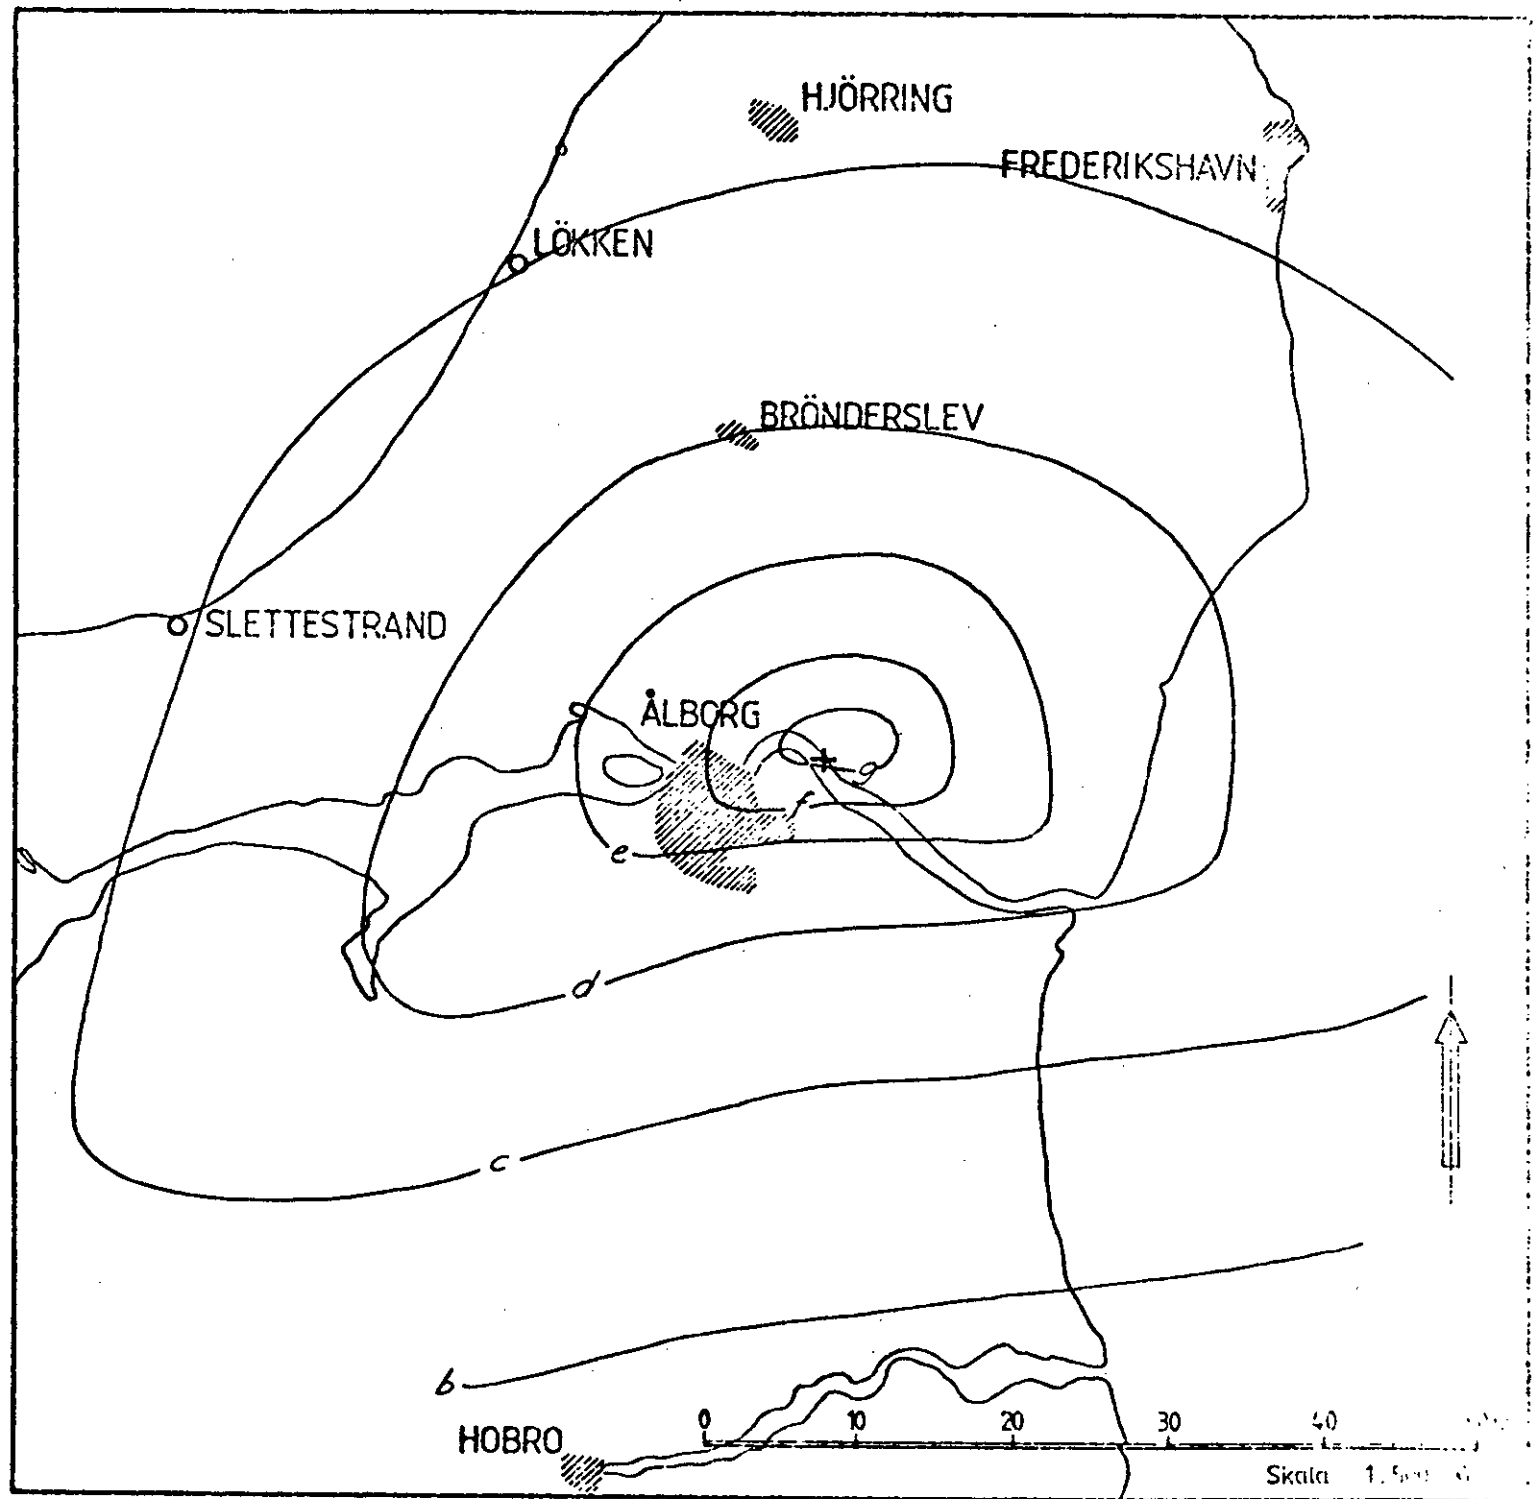 HJÖRRING
FREDERIKSHAVN
LÖKKEN
BRÖNDERSLEV
SLETTESTRAND
ÅLBORG
f
e
d
c
b
HOBRO
0 10 20 30 40
Skala